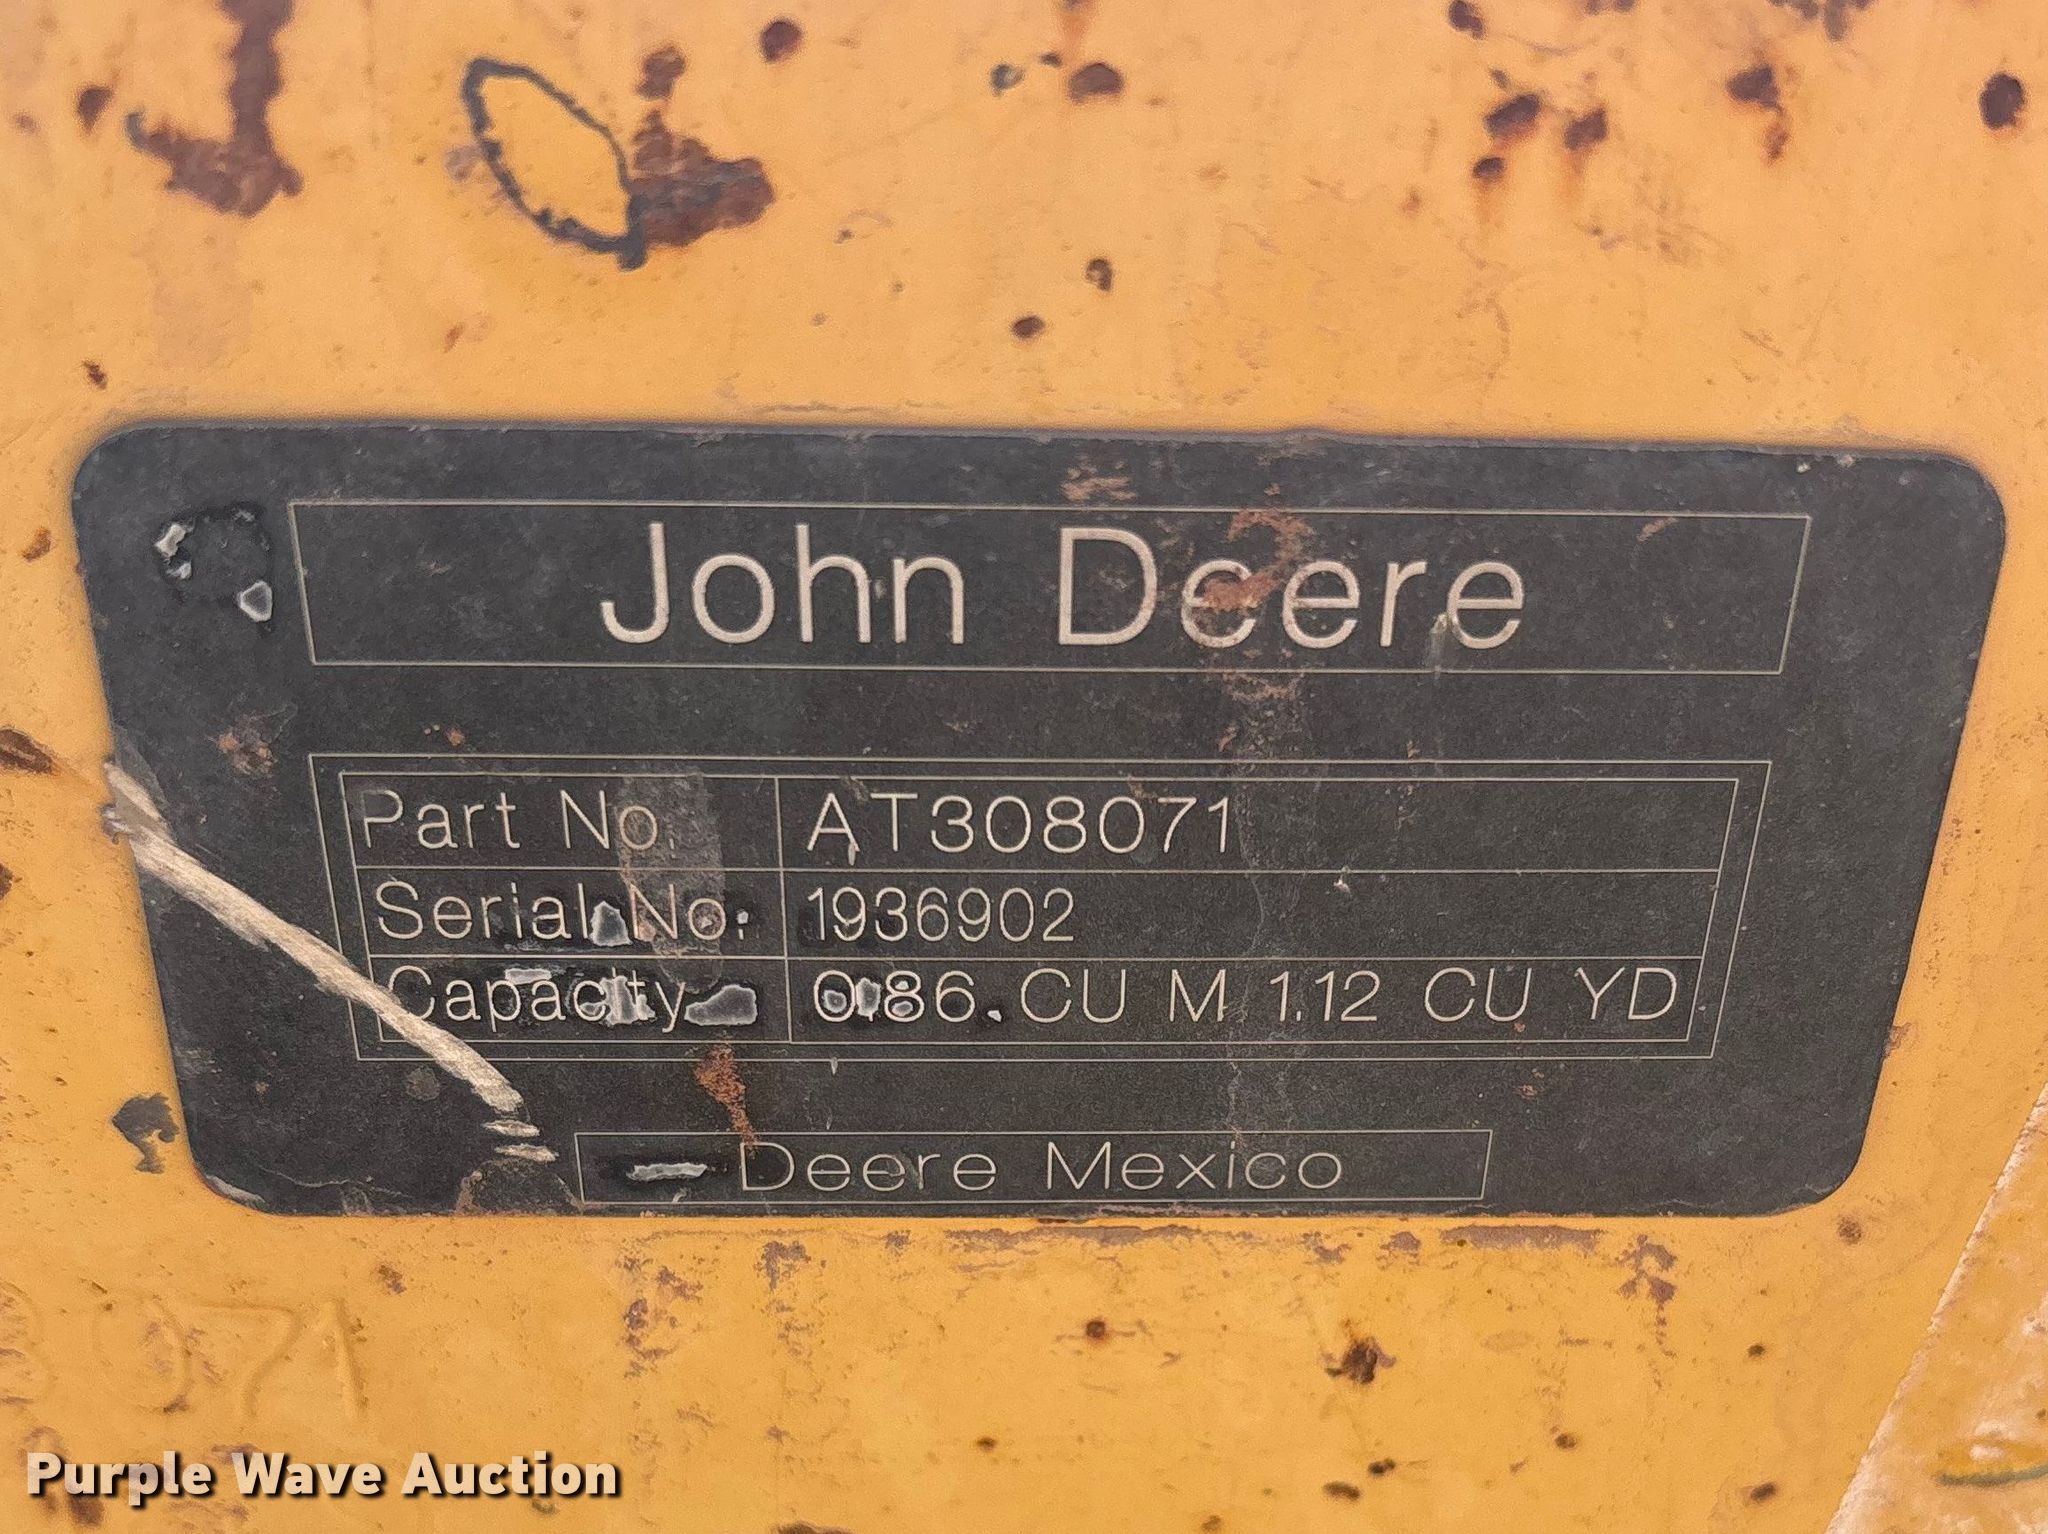 John Deere
Part No. AT308071
Serial No. 1936902
Capacity 0.86 CU M 1.12 CU YD
Deere Mexico
071
Purple Wave Auction